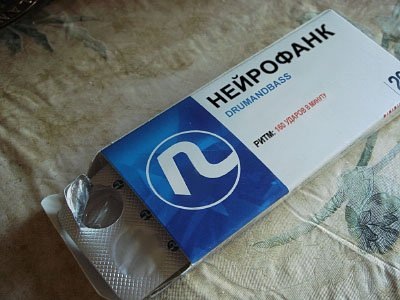 НЕЙРОФАНК
DRUMANDBASS
РИТМ: 180 УДАРОВ В МИНУТУ